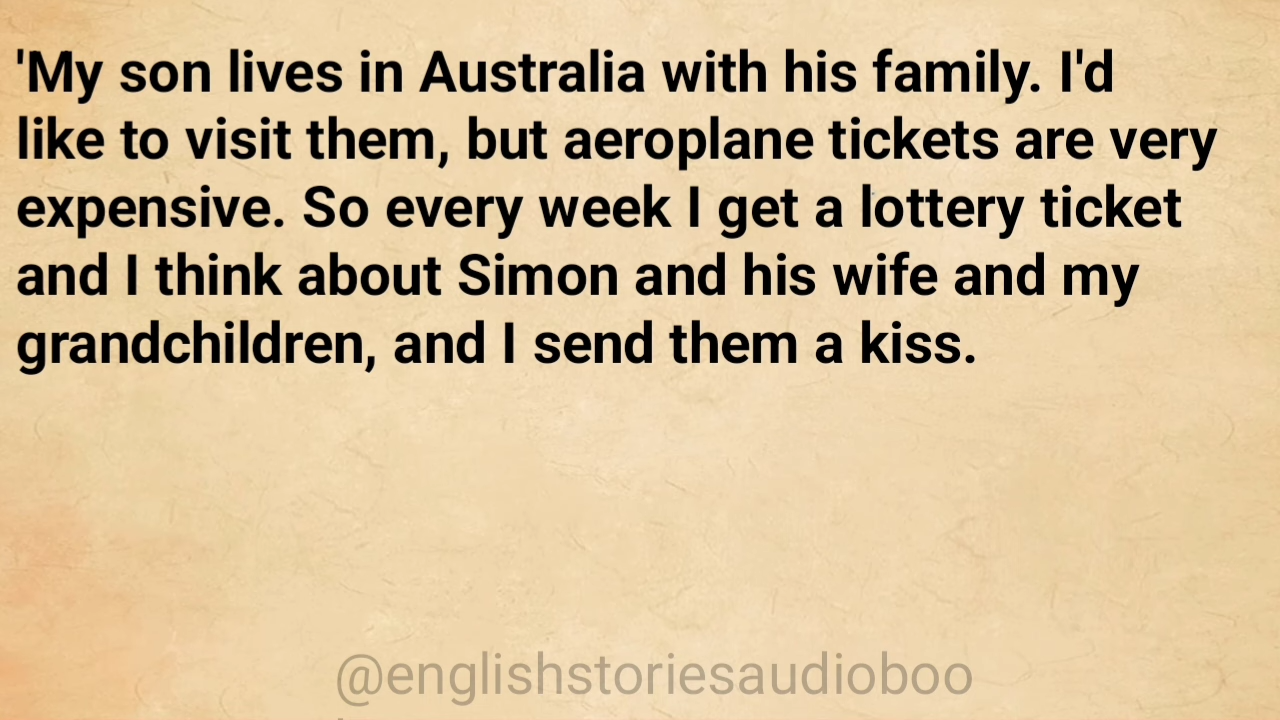 'My son lives in Australia with his family. I'd
like to visit them, but aeroplane tickets are very
expensive. So every week I get a lottery ticket
and I think about Simon and his wife and my
grandchildren, and I send them a kiss.
@englishstoriesaudioboo